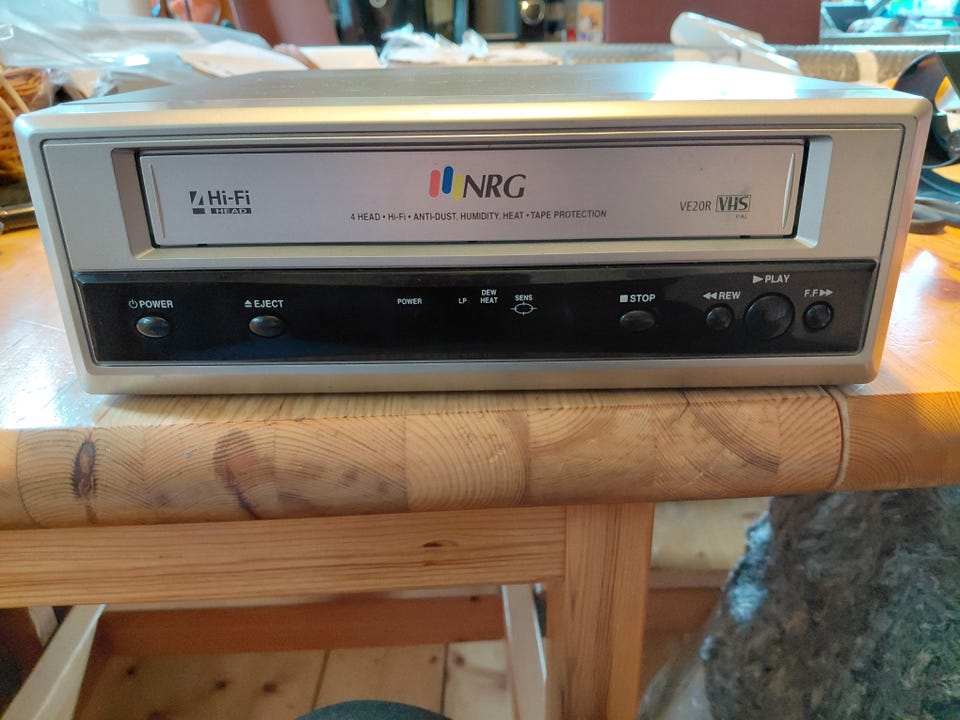 4 Hi-Fi
HEAD
NRG
4 HEAD • Hi-Fi • ANTI-DUST, HUMIDITY, HEAT • TAPE PROTECTION
VE20R VHS
PAL
POWER
EJECT
POWER
LP
DEW
HEAT
SENS
STOP
REW
PLAY
F.F